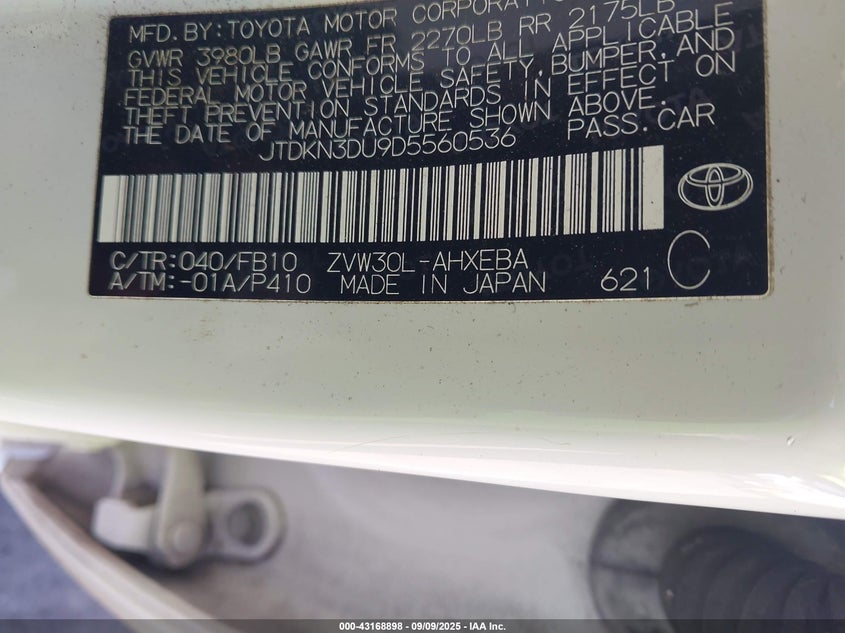 MFD. BY: TOYOTA MOTOR CORPORATIO
GVWR 3980LB GAWR FR 2270LB RR 2175LB
THIS VEHICLE CONFORMS TO ALL APPLICABLE
FEDERAL MOTOR VEHICLE SAFETY, BUMPER, AND
THEFT PREVENTION STANDARDS IN EFFECT ON
THE DATE OF MANUFACTURE SHOWN ABOVE.
JTDKN3DU9D5560536 PASS. CAR
C/TR: 040/FB10 ZVW30L-AHXEBA C
A/TM: -01A/P410 MADE IN JAPAN 621
000-43168898 - 09/09/2025 - IAA Inc.